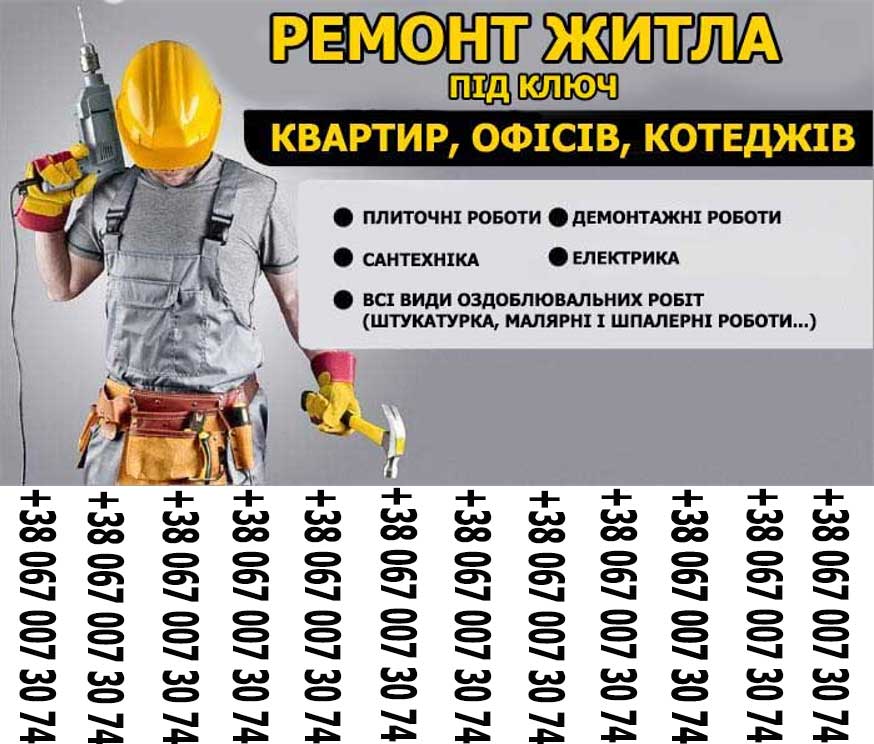 РЕМОНТ ЖИТЛА
ПІД КЛЮЧ
КВАРТИР, ОФІСІВ, КОТЕДЖІВ
ПЛИТОЧНІ РОБОТИ
ДЕМОНТАЖНІ РОБОТИ
САНТЕХНІКА
ЕЛЕКТРИКА
ВСІ ВИДИ ОЗДОБЛЮВАЛЬНИХ РОБІТ
(ШТУКАТУРКА, МАЛЯРНІ І ШПАЛЕРНІ РОБОТИ...)
+38 067 007 30 74
+38 067 007 30 74
+38 067 007 30 74
+38 067 007 30 74
+38 067 007 30 74
+38 067 007 30 74
+38 067 007 30 74
+38 067 007 30 74
+38 067 007 30 74
+38 067 007 30 74
+38 067 007 30 74
+38 067 007 30 74